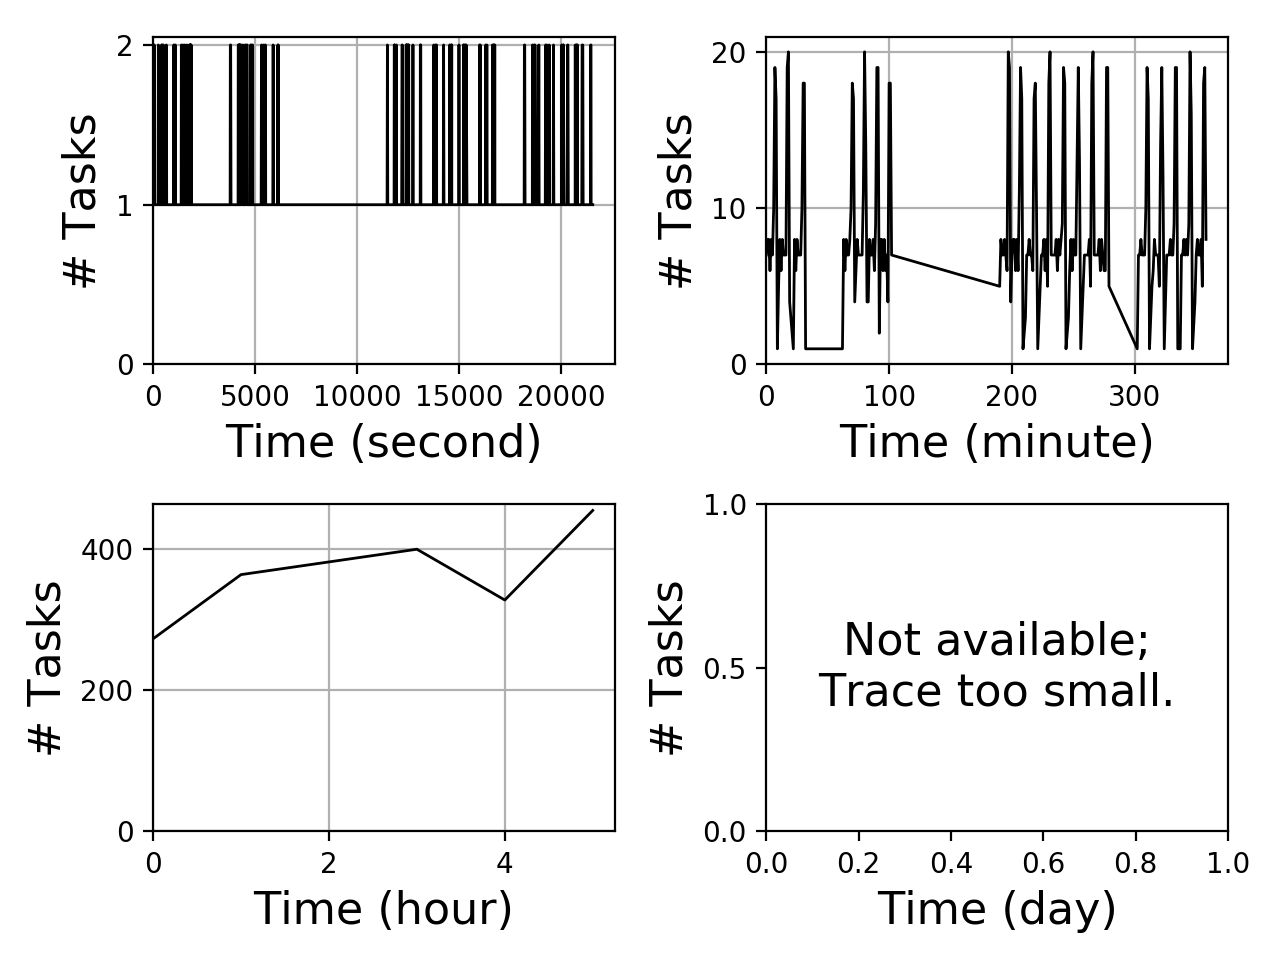 # Tasks
2
1
0
0 5000 10000 15000 20000
Time (second)
# Tasks
20
10
0
0 100 200 300
Time (minute)
# Tasks
400
200
0
0 2 4
Time (hour)
# Tasks
1.0
0.5
0.0
Not available;
Trace too small.
0.0 0.2 0.4 0.6 0.8 1.0
Time (day)